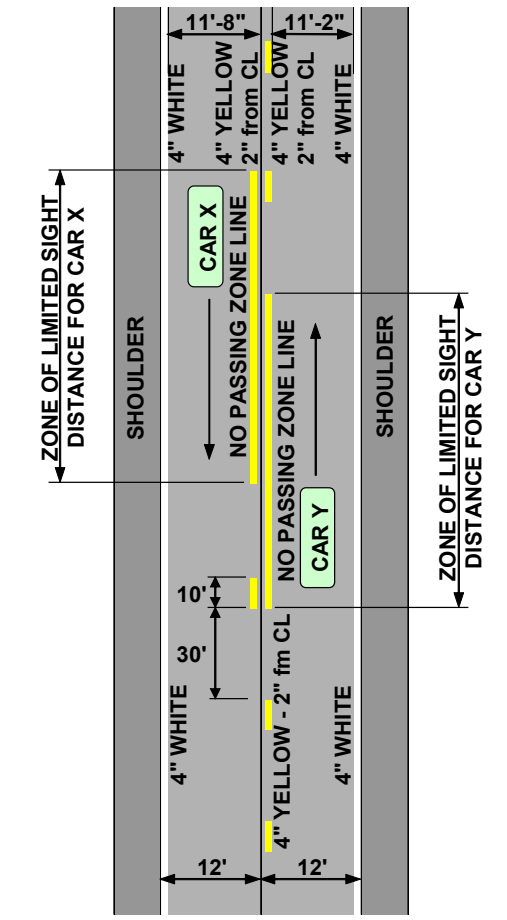 11'-8"
11'-2"
4" WHITE
4" YELLOW
2" from CL
4" YELLOW
2" from CL
4" WHITE
ZONE OF LIMITED SIGHT
DISTANCE FOR CAR X
SHOULDER
CAR X
NO PASSING ZONE LINE
NO PASSING ZONE LINE
CAR Y
SHOULDER
ZONE OF LIMITED SIGHT
DISTANCE FOR CAR Y
10'
30'
4" WHITE
4" YELLOW - 2" fm CL
4" WHITE
12'
12'